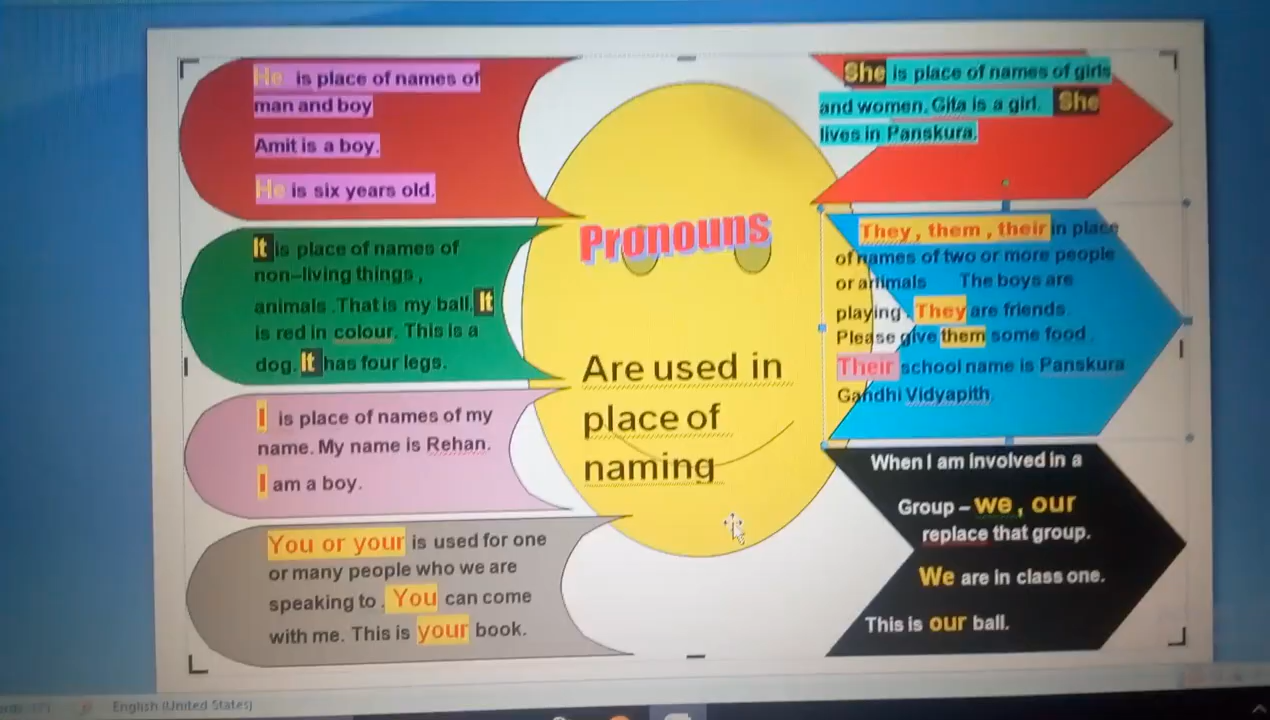 He is place of names of
man and boy
Amit is a boy.
He is six years old.
It is place of names of
non-living things,
animals .That is my ball. It
is red in colour. This is a
dog. It has four legs.
I is place of names of my
name. My name is Rehan.
I am a boy.
You or your is used for one
or many people who we are
speaking to . You can come
with me. This is your book.
Pronouns
Are used in
place of
naming
She is place of names of girls
and women. Gita is a girl. She
lives in Panskura.
They , them , their in place
of names of two or more people
or animals The boys are
playing . They are friends.
Please give them some food .
Their school name is Panskura
Gandhi Vidyapith.
When I am involved in a
Group – we , our
replace that group.
We are in class one.
This is our ball.
English (United States)